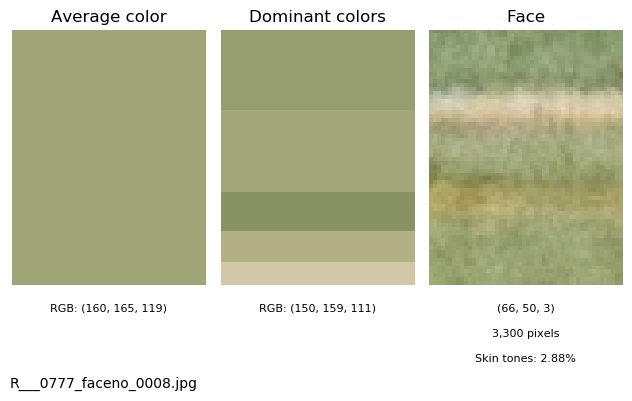 Average color
Dominant colors
Face
RGB: (160, 165, 119)
RGB: (150, 159, 111)
(66, 50, 3)
3,300 pixels
Skin tones: 2.88%
R___0777_faceno_0008.jpg